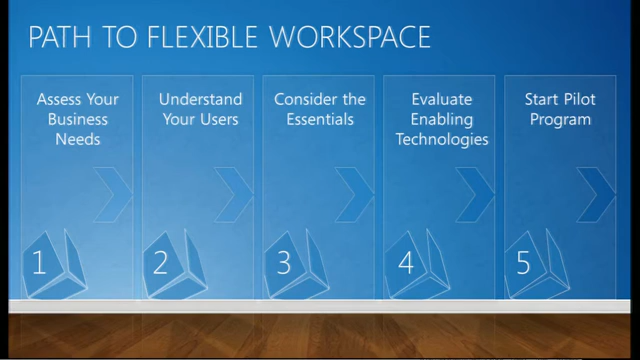 PATH TO FLEXIBLE WORKSPACE
Assess Your
Business
Needs
Understand
Your Users
Consider the
Essentials
Evaluate
Enabling
Technologies
Start Pilot
Program
1
2
3
4
5